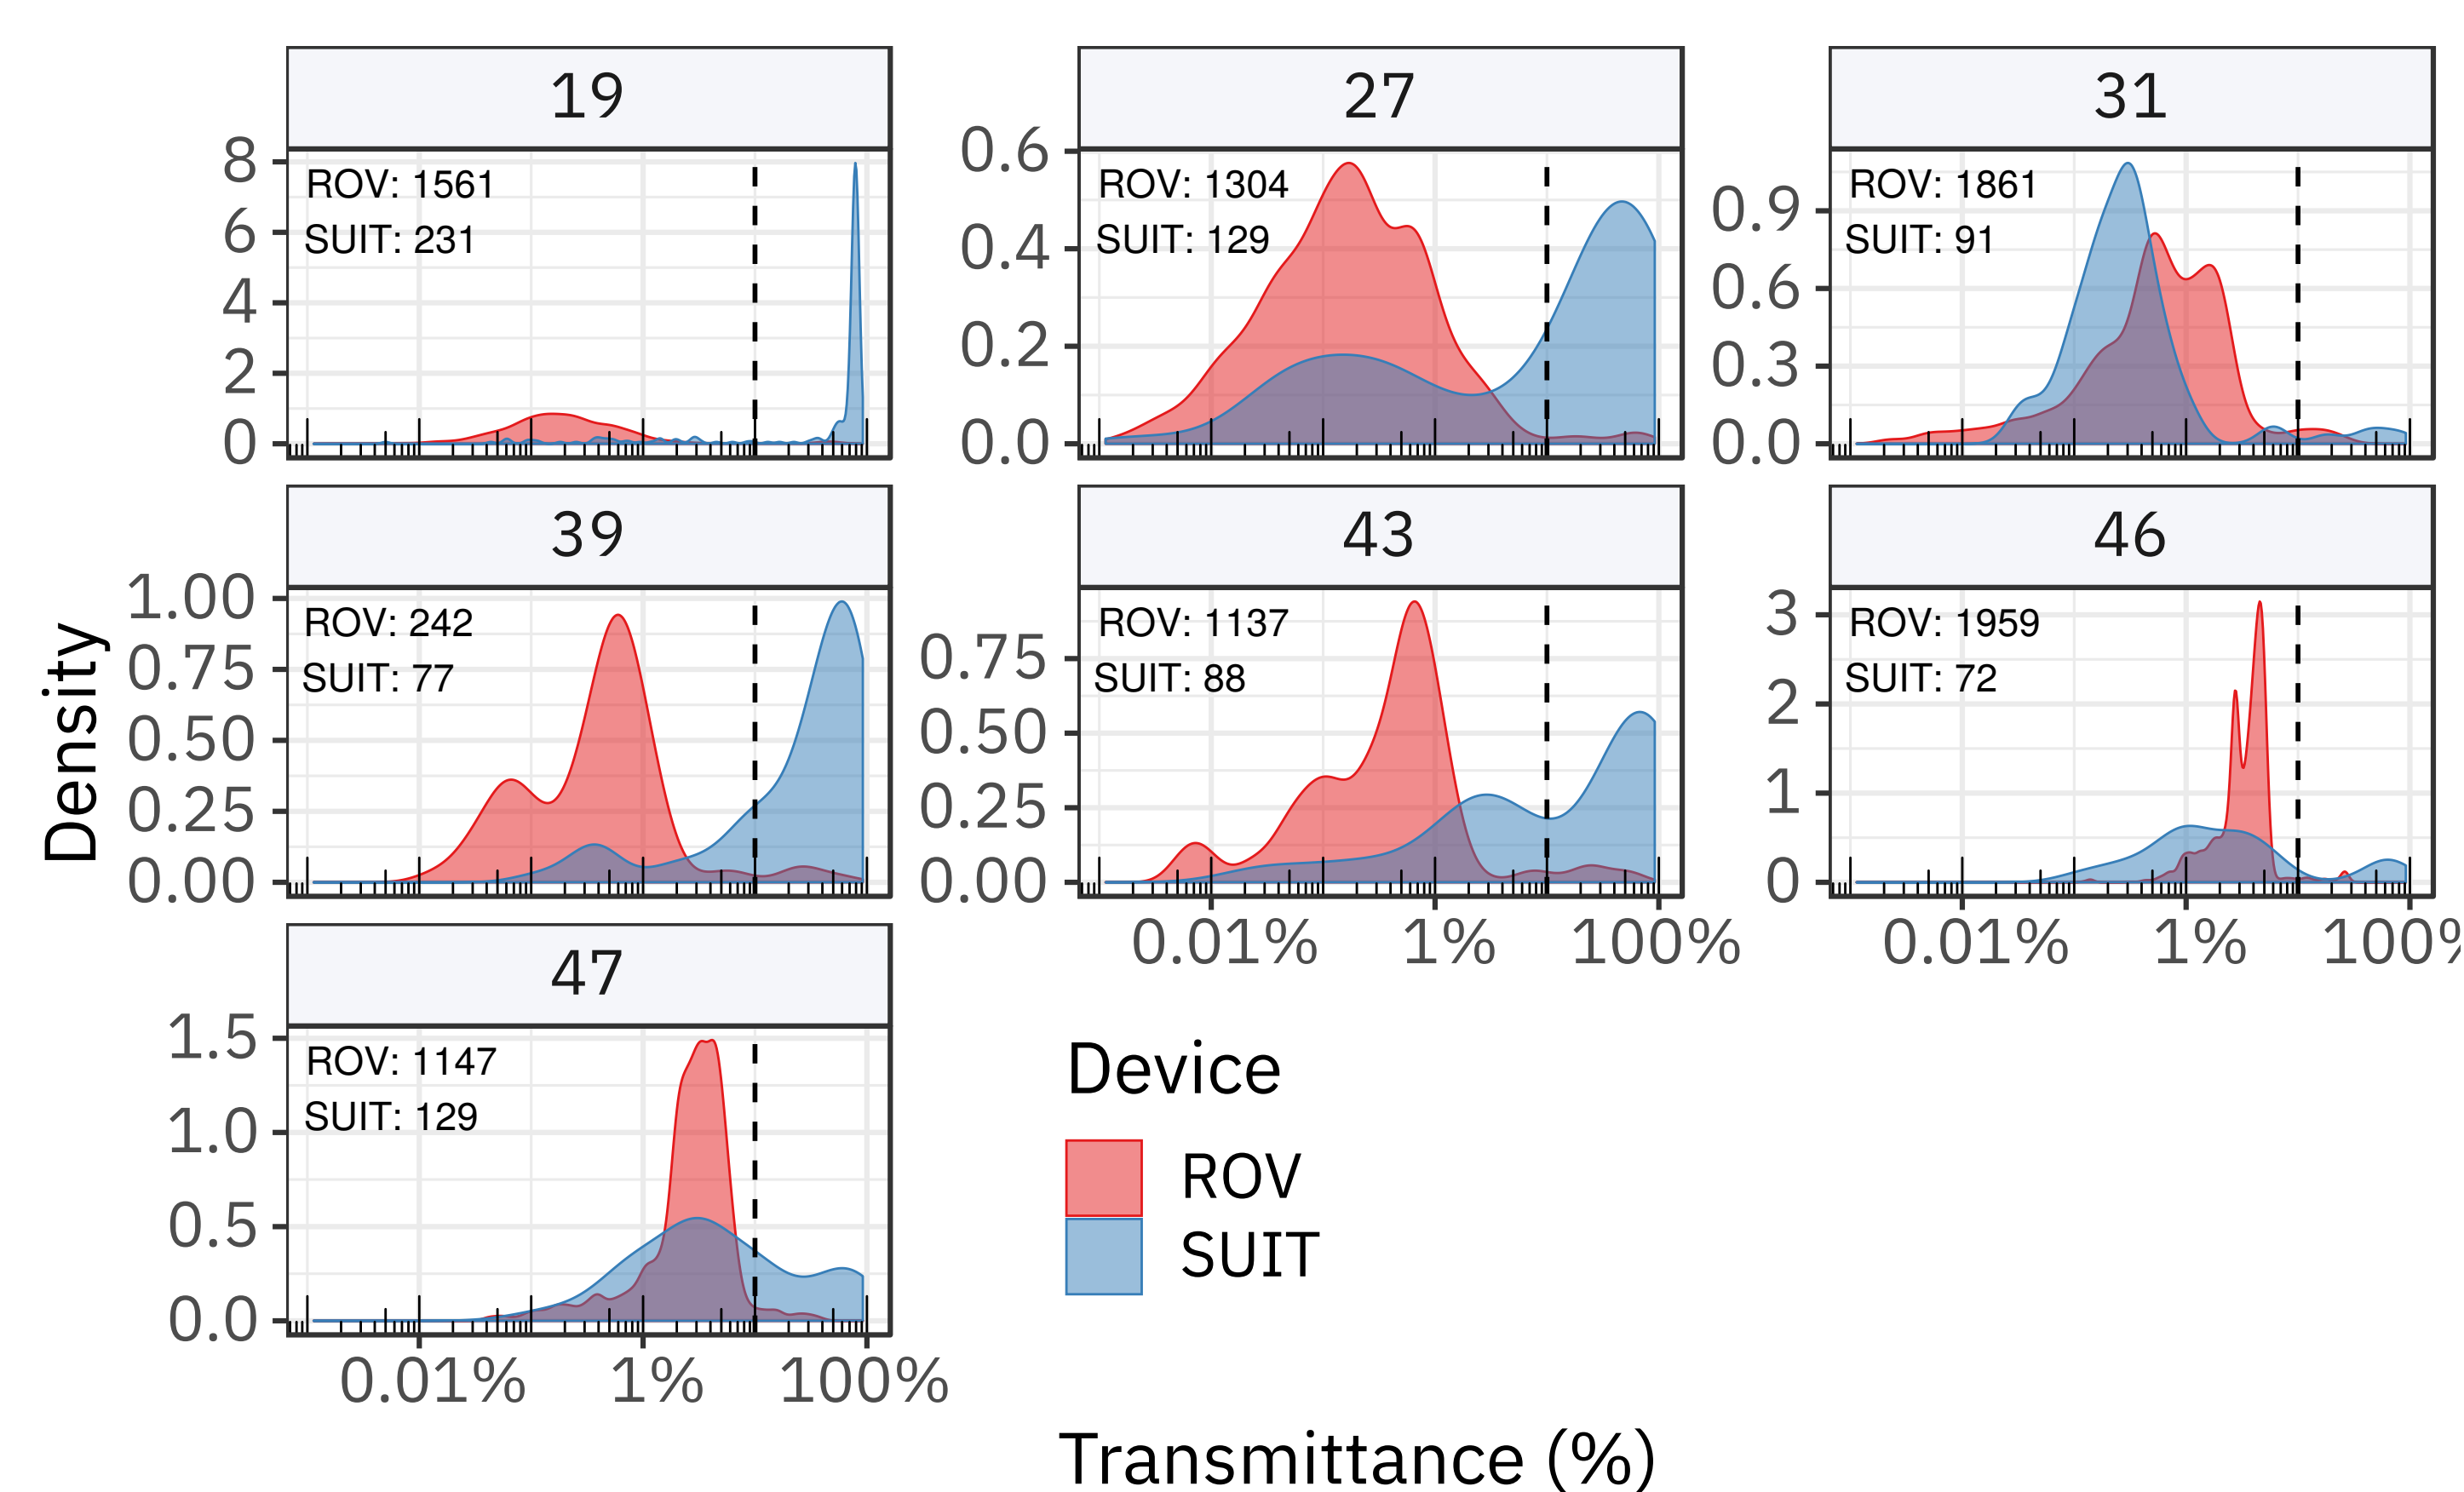 19
27
31
8
6
4
2
0
ROV: 1561
SUIT: 231
0.6
0.4
0.2
0.0
ROV: 1304
SUIT: 129
0.9
0.6
0.3
0.0
ROV: 1861
SUIT: 91
39
43
46
Density
1.00
0.75
0.50
0.25
0.00
ROV: 242
SUIT: 77
0.75
0.50
0.25
0.00
ROV: 1137
SUIT: 88
3
2
1
0
ROV: 1959
SUIT: 72
0.01% 1% 100%
0.01% 1% 100%
47
1.5
1.0
0.5
0.0
ROV: 1147
SUIT: 129
0.01% 1% 100%
Device
ROV
SUIT
Transmittance (%)